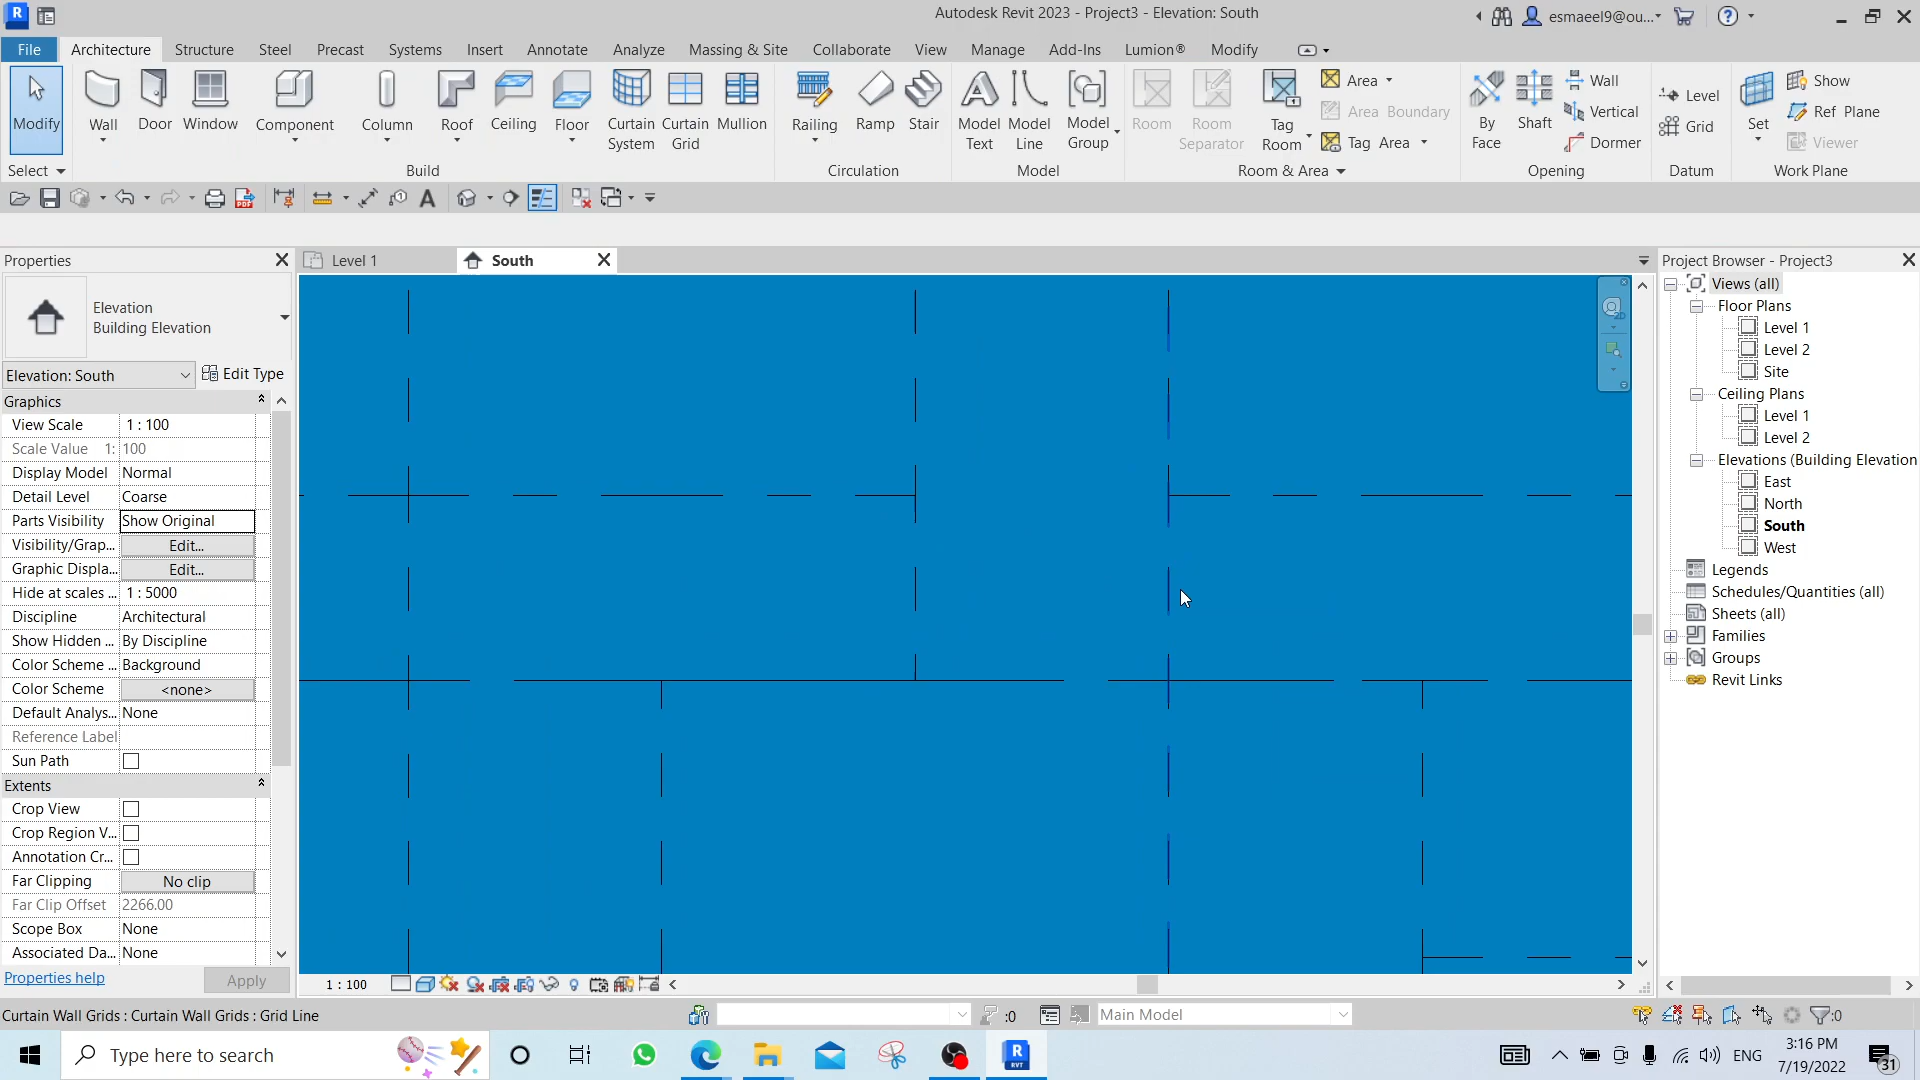 Autodesk Revit 2023 - Project3 - Elevation: South
esmaeel9@ou...
File Architecture Structure Steel Precast Systems Insert Annotate Analyze Massing & Site Collaborate View Manage Add-Ins Lumion® Modify
Modify
Wall
Door
Window
Component
Column
Roof
Ceiling
Floor
Curtain System
Curtain Grid
Mullion
Railing
Ramp
Stair
Model Text
Model Line
Model Group
Room
Room Separator
Tag Room
Area
Area Boundary
Tag Area
By Face
Shaft
Wall
Vertical
Dormer
Level
Grid
Set
Show
Ref Plane
Viewer
Select
Build
Circulation
Model
Room & Area
Opening
Datum
Work Plane
Properties
Elevation
Building Elevation
Elevation: South
Edit Type
Graphics
View Scale 1 : 100
Scale Value 1: 100
Display Model Normal
Detail Level Coarse
Parts Visibility Show Original
Visibility/Grap... Edit...
Graphic Displa... Edit...
Hide at scales ... 1 : 5000
Discipline Architectural
Show Hidden ... By Discipline
Color Scheme ... Background
Color Scheme <none>
Default Analys... None
Reference Label
Sun Path
Extents
Crop View
Crop Region V...
Annotation Cr...
Far Clipping No clip
Far Clip Offset 2266.00
Scope Box None
Associated Da... None
Properties help
Apply
Level 1
South
2D
1 : 100
Project Browser - Project3
Views (all)
Floor Plans
Level 1
Level 2
Site
Ceiling Plans
Level 1
Level 2
Elevations (Building Elevation
East
North
South
West
Legends
Schedules/Quantities (all)
Sheets (all)
Families
Groups
Revit Links
Curtain Wall Grids : Curtain Wall Grids : Grid Line
:0
Main Model
:0
Type here to search
ENG
3:16 PM
7/19/2022
31